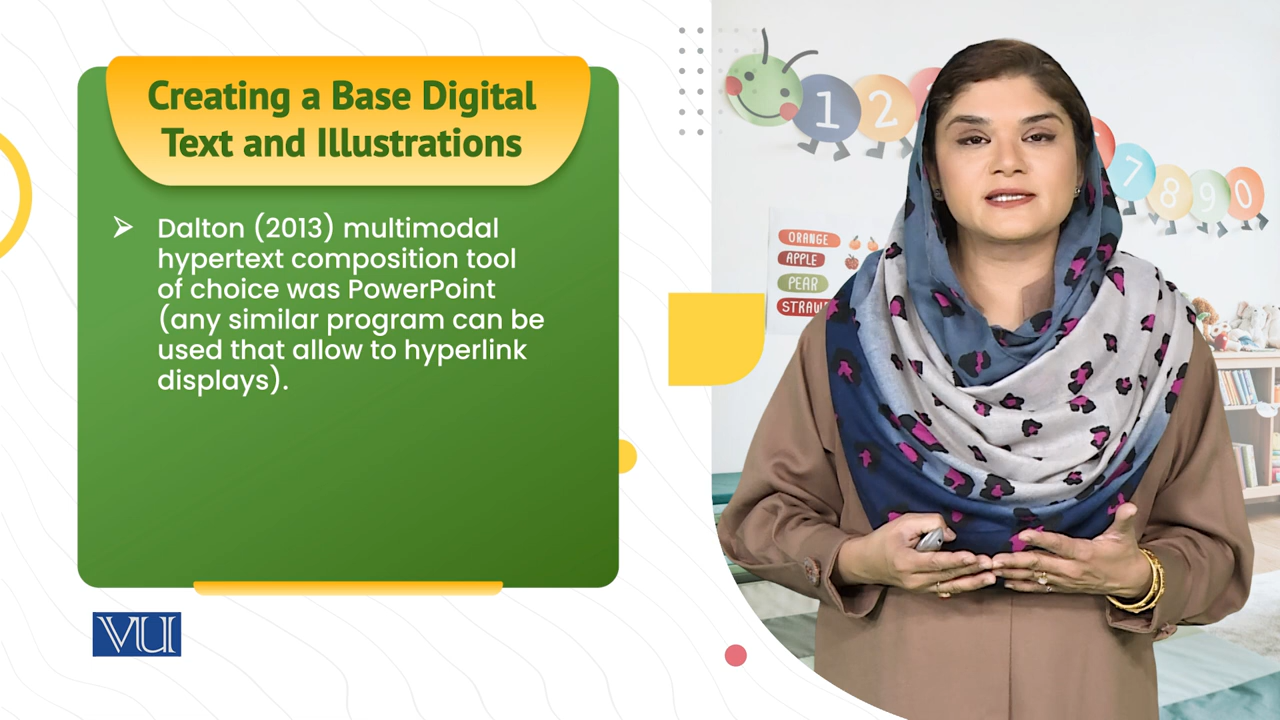 Creating a Base Digital
Text and Illustrations
➢ Dalton (2013) multimodal
hypertext composition tool
of choice was PowerPoint
(any similar program can be
used that allow to hyperlink
displays).
VU
1 2
7 8 9 0
ORANGE
APPLE
PEAR
STRAW